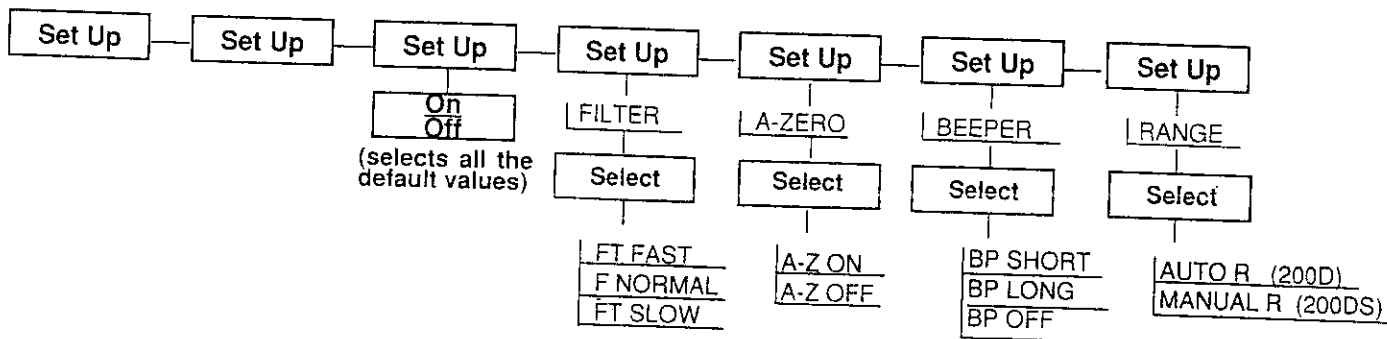 Set Up Set Up Set Up Set Up Set Up Set Up Set Up
On
Off
(selects all the
default values)
FILTER A-ZERO BEEPER RANGE
Select Select Select Select
FT FAST
F NORMAL
FT SLOW
A-Z ON
A-Z OFF
BP SHORT
BP LONG
BP OFF
AUTO R (200D)
MANUAL R (200DS)